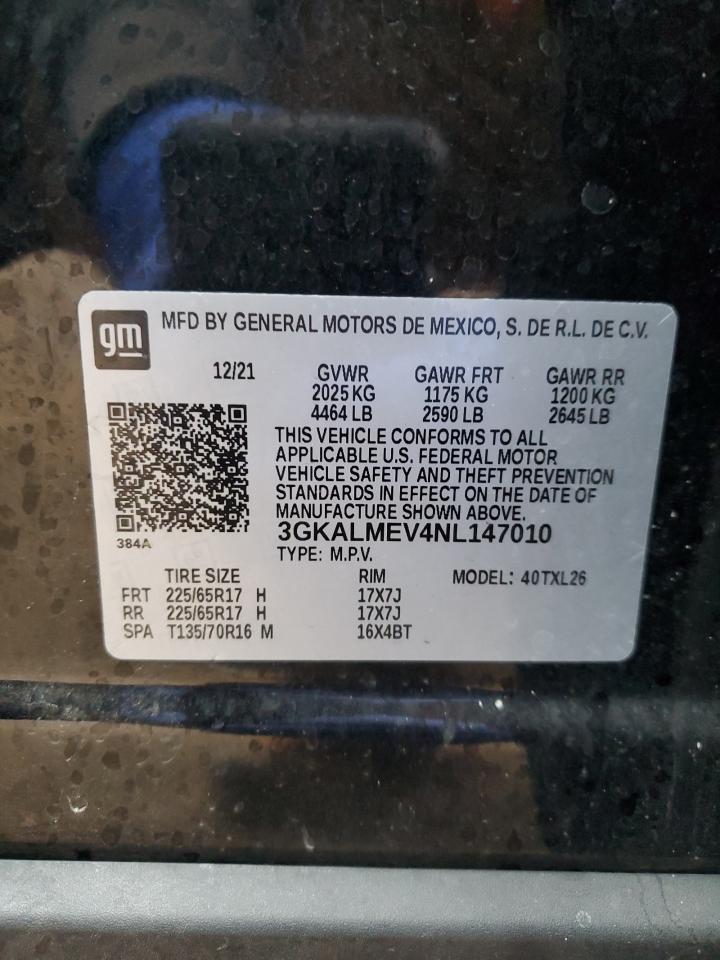 gm MFD BY GENERAL MOTORS DE MEXICO, S. DE R.L. DE C.V.
12/21 GVWR GAWR FRT GAWR RR
2025 KG 1175 KG 1200 KG
4464 LB 2590 LB 2645 LB
THIS VEHICLE CONFORMS TO ALL
APPLICABLE U.S. FEDERAL MOTOR
VEHICLE SAFETY AND THEFT PREVENTION
STANDARDS IN EFFECT ON THE DATE OF
MANUFACTURE SHOWN ABOVE.
3GKALMEV4NL147010
384A
TYPE: M.P.V.
TIRE SIZE RIM MODEL: 40TXL26
FRT 225/65R17 H 17X7J
RR 225/65R17 H 17X7J
SPA T135/70R16 M 16X4BT